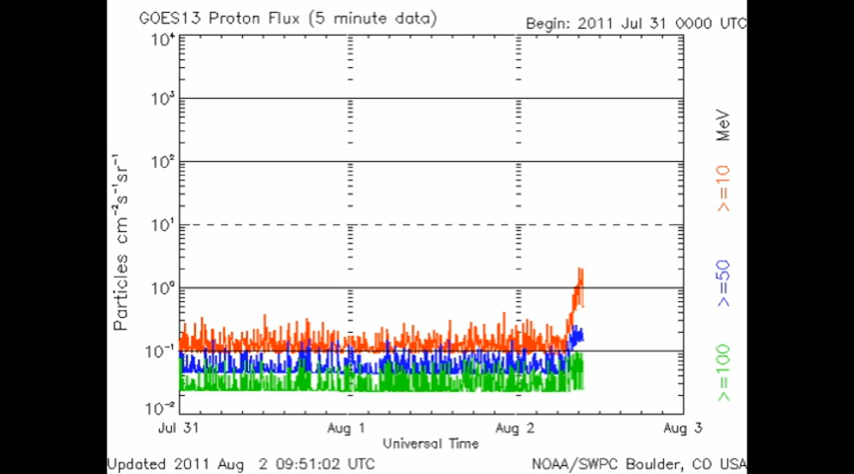 GOES13 Proton Flux (5 minute data)
Begin: 2011 Jul 31 0000 UTC
10⁴
10³
10²
10¹
10⁰
10⁻¹
10⁻²
Particles cm⁻²s⁻¹sr⁻¹
MeV
>=10
>=50
>=100
Jul 31
Aug 1
Aug 2
Aug 3
Universal Time
Updated 2011 Aug 2 09:51:02 UTC
NOAA/SWPC Boulder, CO USA